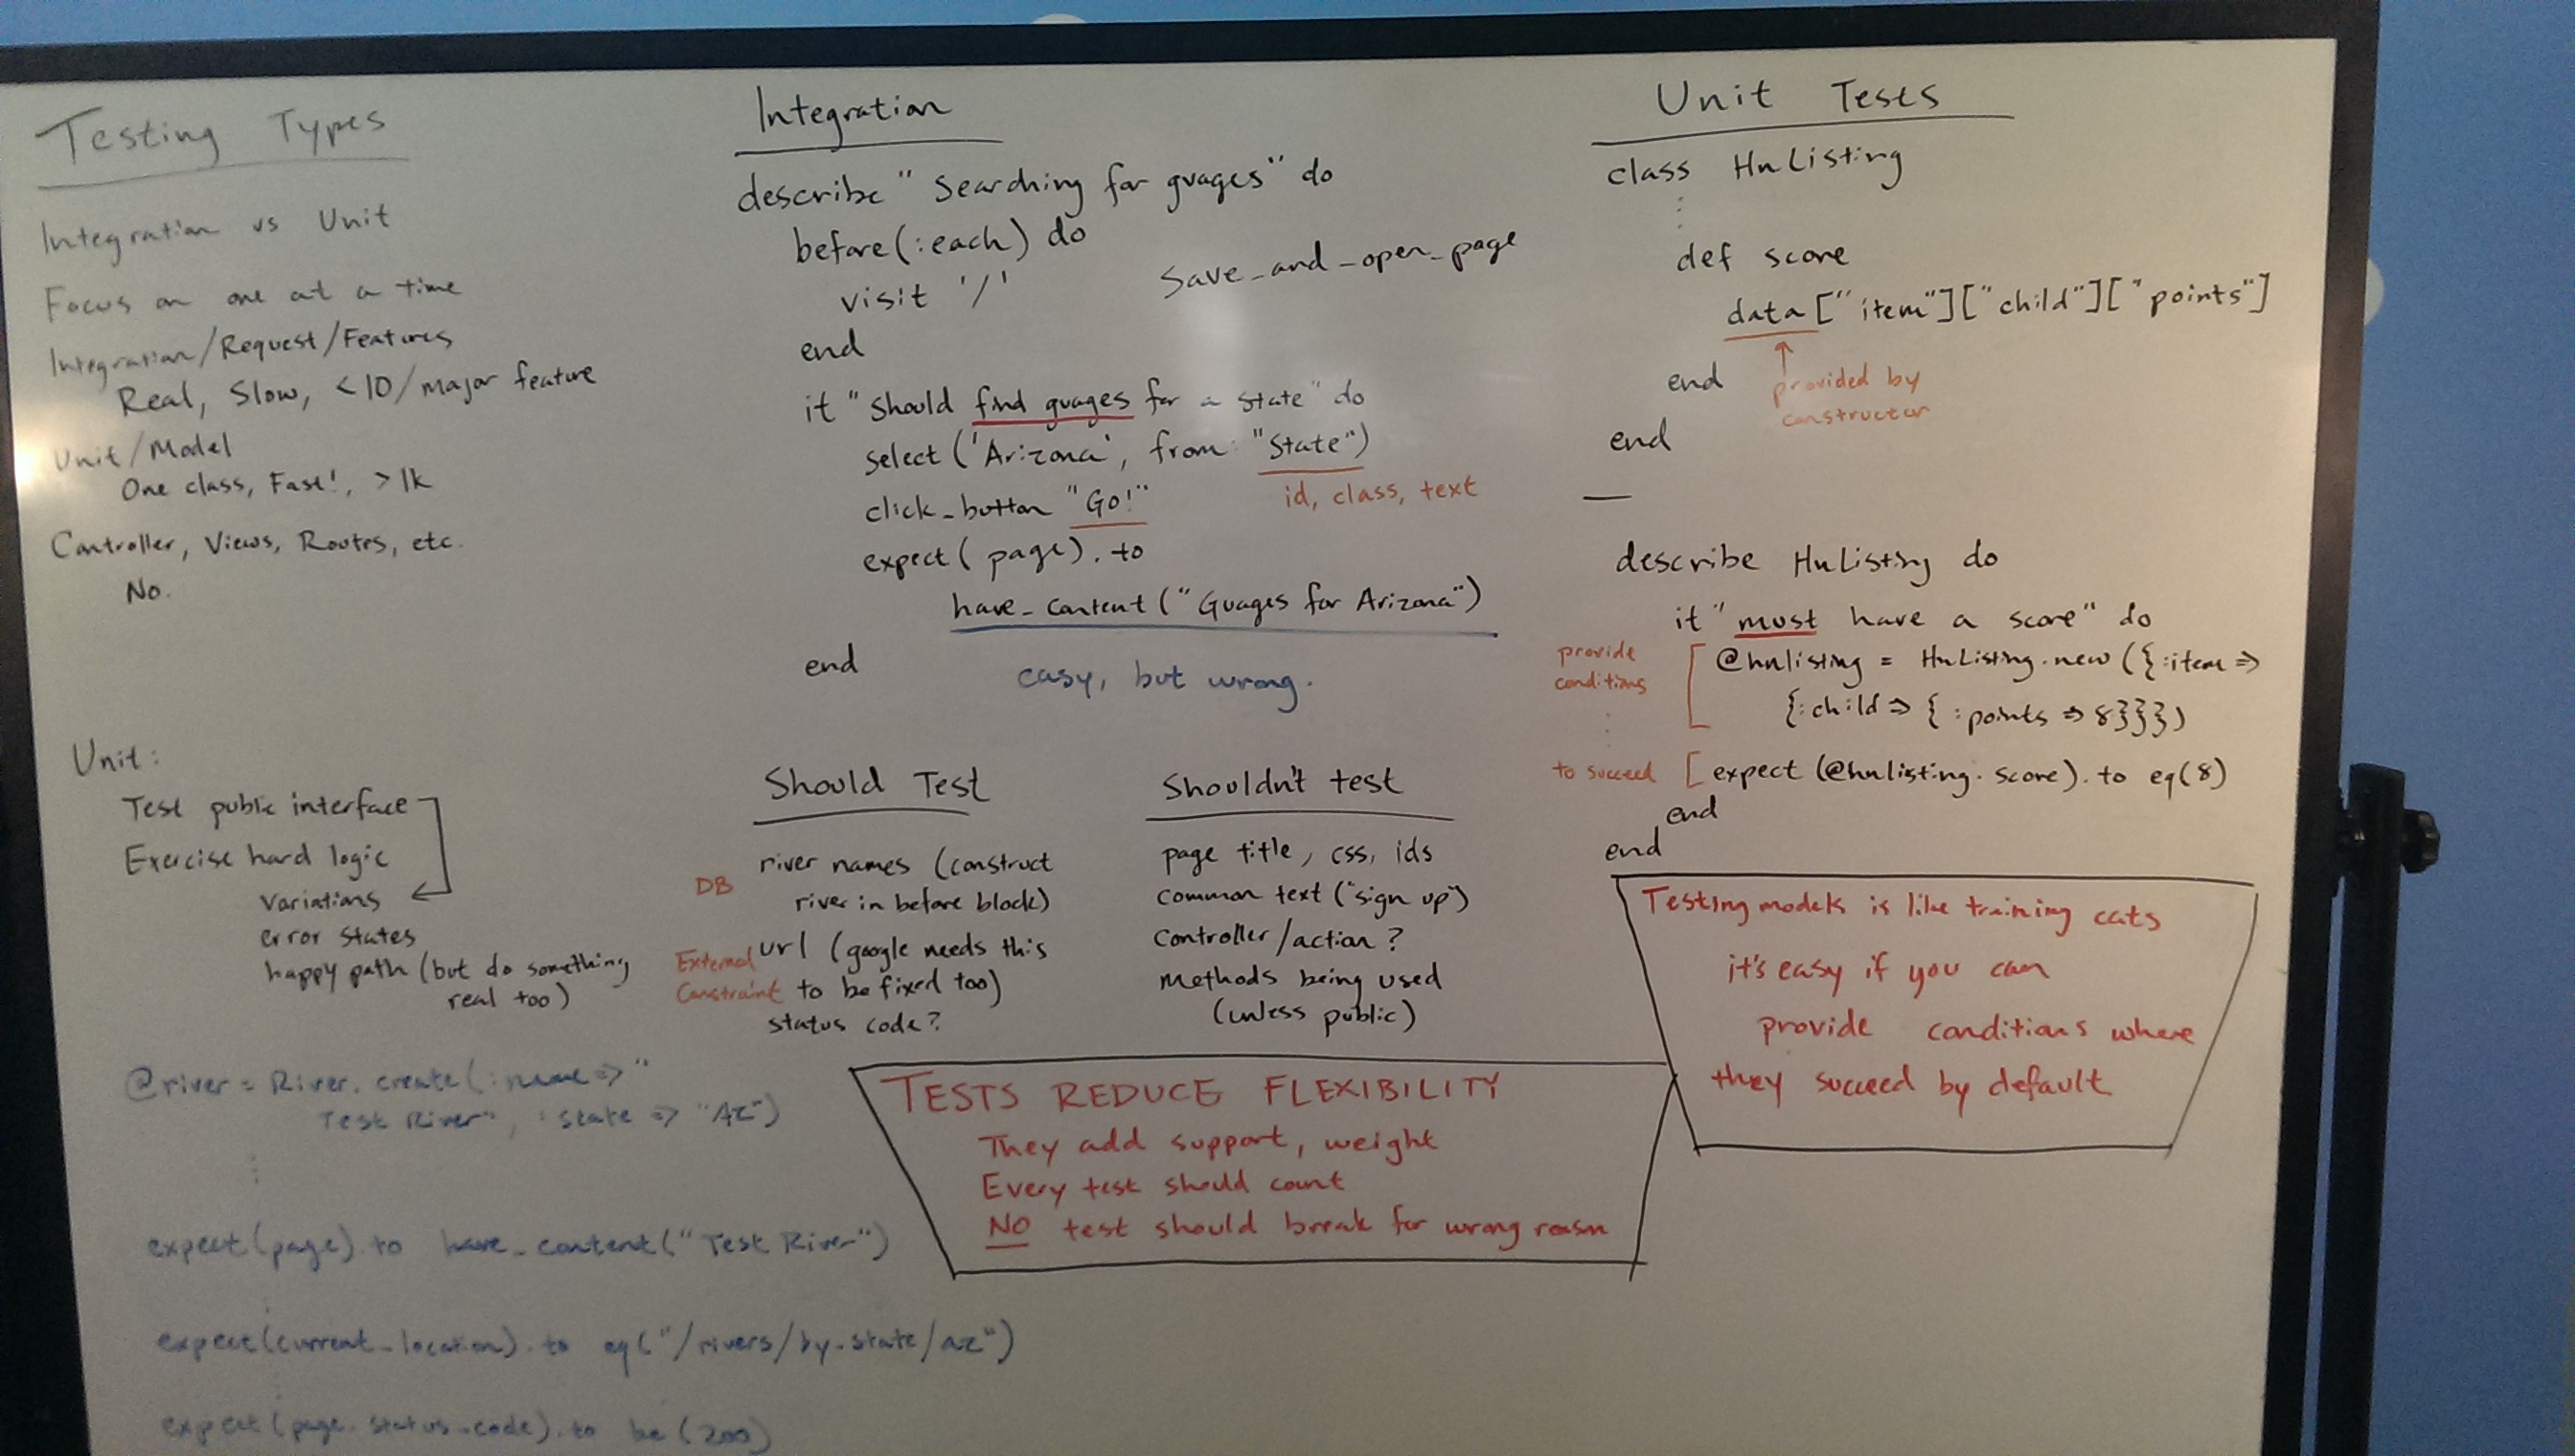 Testing Types
Integration vs Unit
Focus on one at a time
Integration/Request/Features
Real, Slow, <10/major feature
Unit/Model
One class, Fast!, >1k
Controller, Views, Routes, etc.
No.
Unit:
Test public interface
Exercise hard logic
variations
error states
happy path (but do something
real too)
@river = River.create(:name => "
Test River", :state => "AZ")
⋮
expect(page).to have_content("Test River")
expect(current_location).to eq("/rivers/by-state/az")
expect(page.status_code).to be(200)
Integration
describe "Searching for guages" do
before(:each) do
visit '/'
save_and_open_page
end
it "should find guages for a state" do
select('Arizona', from: "State")
id, class, text
click_button "Go!"
expect(page).to
have_content("Guages for Arizona")
end
easy, but wrong.
Should Test
DB
river names (construct
river in before block)
External
Constraint
url (google needs this
to be fixed too)
status code?
Shouldn't test
page title, css, ids
common text ("sign up")
controller/action?
methods being used
(unless public)
TESTS REDUCE FLEXIBILITY
They add support, weight
Every test should count
NO test should break for wrong reason
Unit Tests
class HnListing
⋮
def score
data["item"]["child"]["points"]
provided by
constructor
end
end
—
describe HnListing do
it "must have a score" do
provide
conditions
⋮
@hnlisting = HnListing.new({:item =>
{:child => { :points => 8}}})
to succeed
expect(@hnlisting.score).to eq(8)
end
end
Testing models is like training cats
it's easy if you can
provide conditions where
they succeed by default